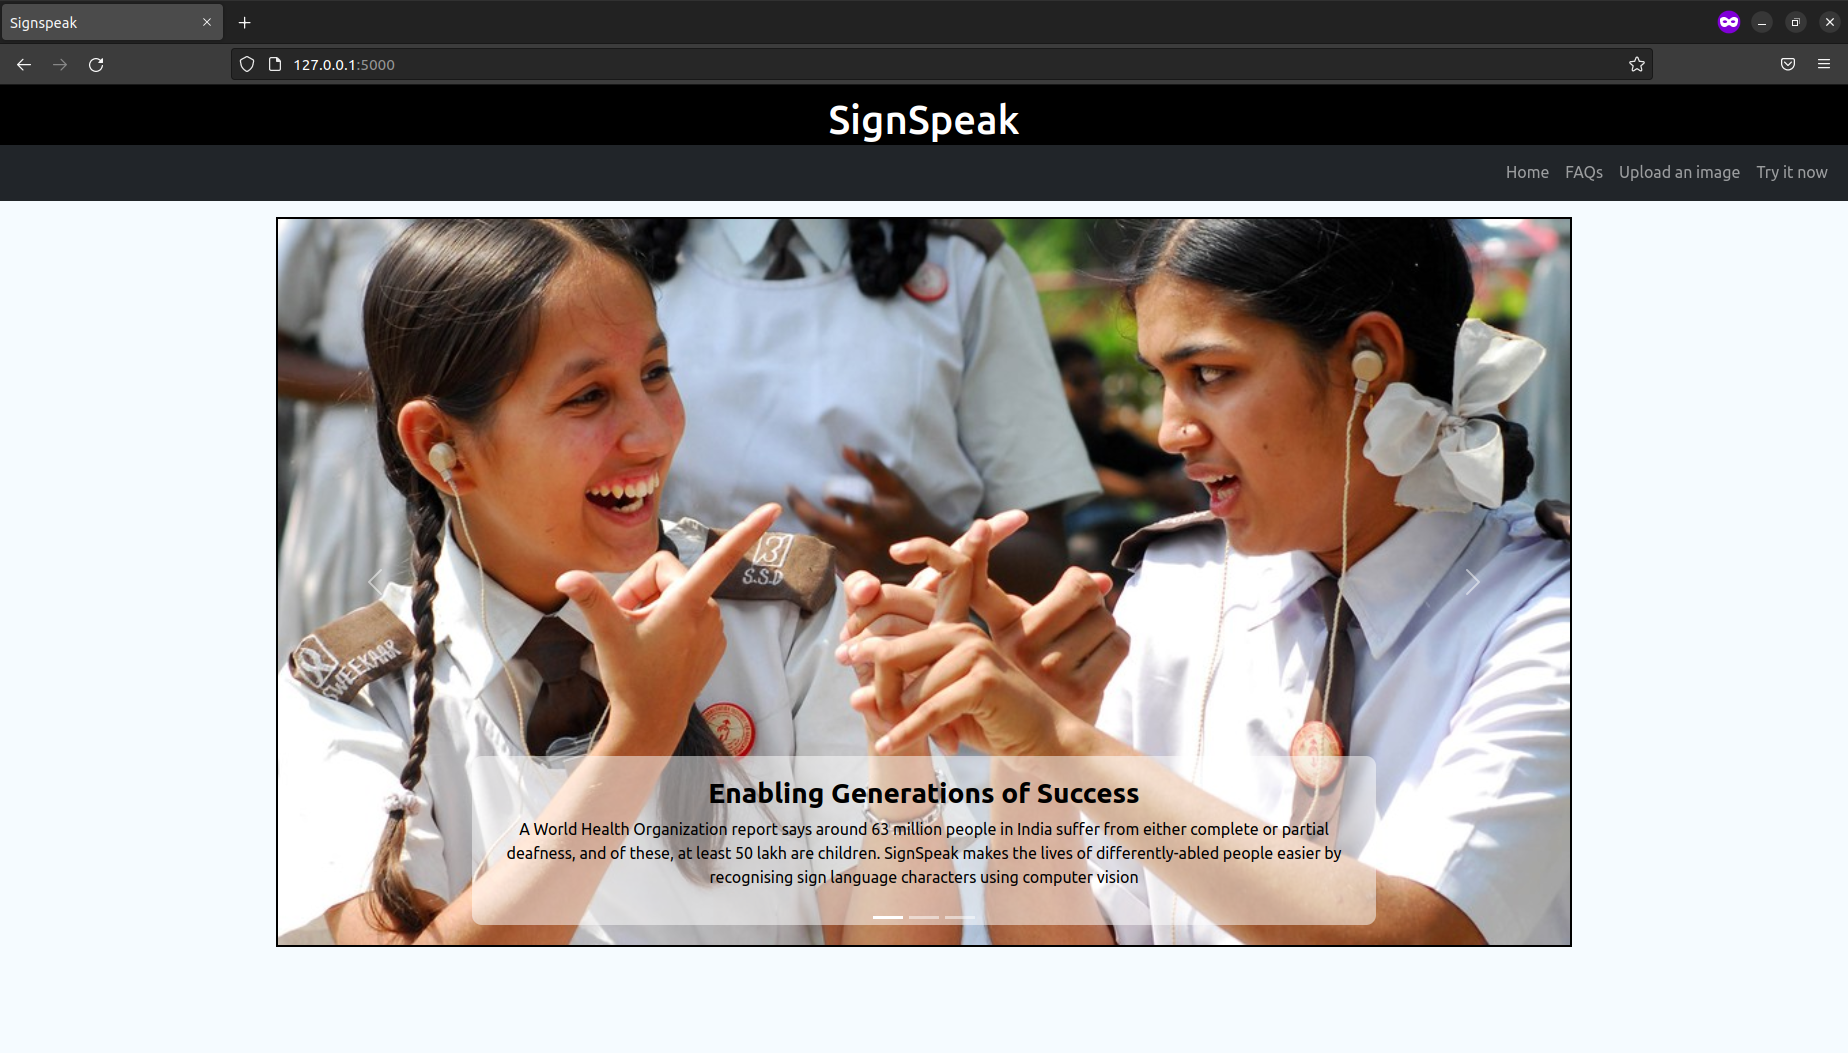 Signspeak
127.0.0.1:5000
SignSpeak
Home FAQs Upload an image Try it now
S.S.D
SWEEKAAR
Enabling Generations of Success
A World Health Organization report says around 63 million people in India suffer from either complete or partial
deafness, and of these, at least 50 lakh are children. SignSpeak makes the lives of differently-abled people easier by
recognising sign language characters using computer vision